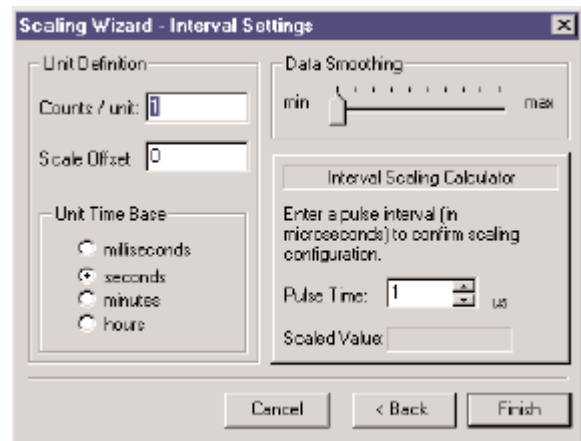 Scaling Wizard - Interval Settings
Unit Definition
Counts / unit: 1
Scale Offset 0
Unit Time Base
milliseconds
seconds
minutes
hours
Data Smoothing
min
max
Interval Scaling Calculator
Enter a pulse interval (in
microseconds) to confirm scaling
configuration.
Pulse Time: 1 us
Scaled Value:
Cancel
< Back
Finish